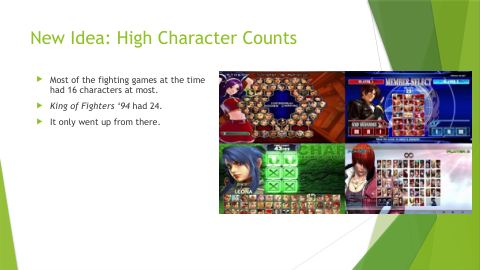 New Idea: High Character Counts
Most of the fighting games at the time
had 16 characters at most.
King of Fighters ‘94 had 24.
It only went up from there.
MEMBER SELECT
LEONA